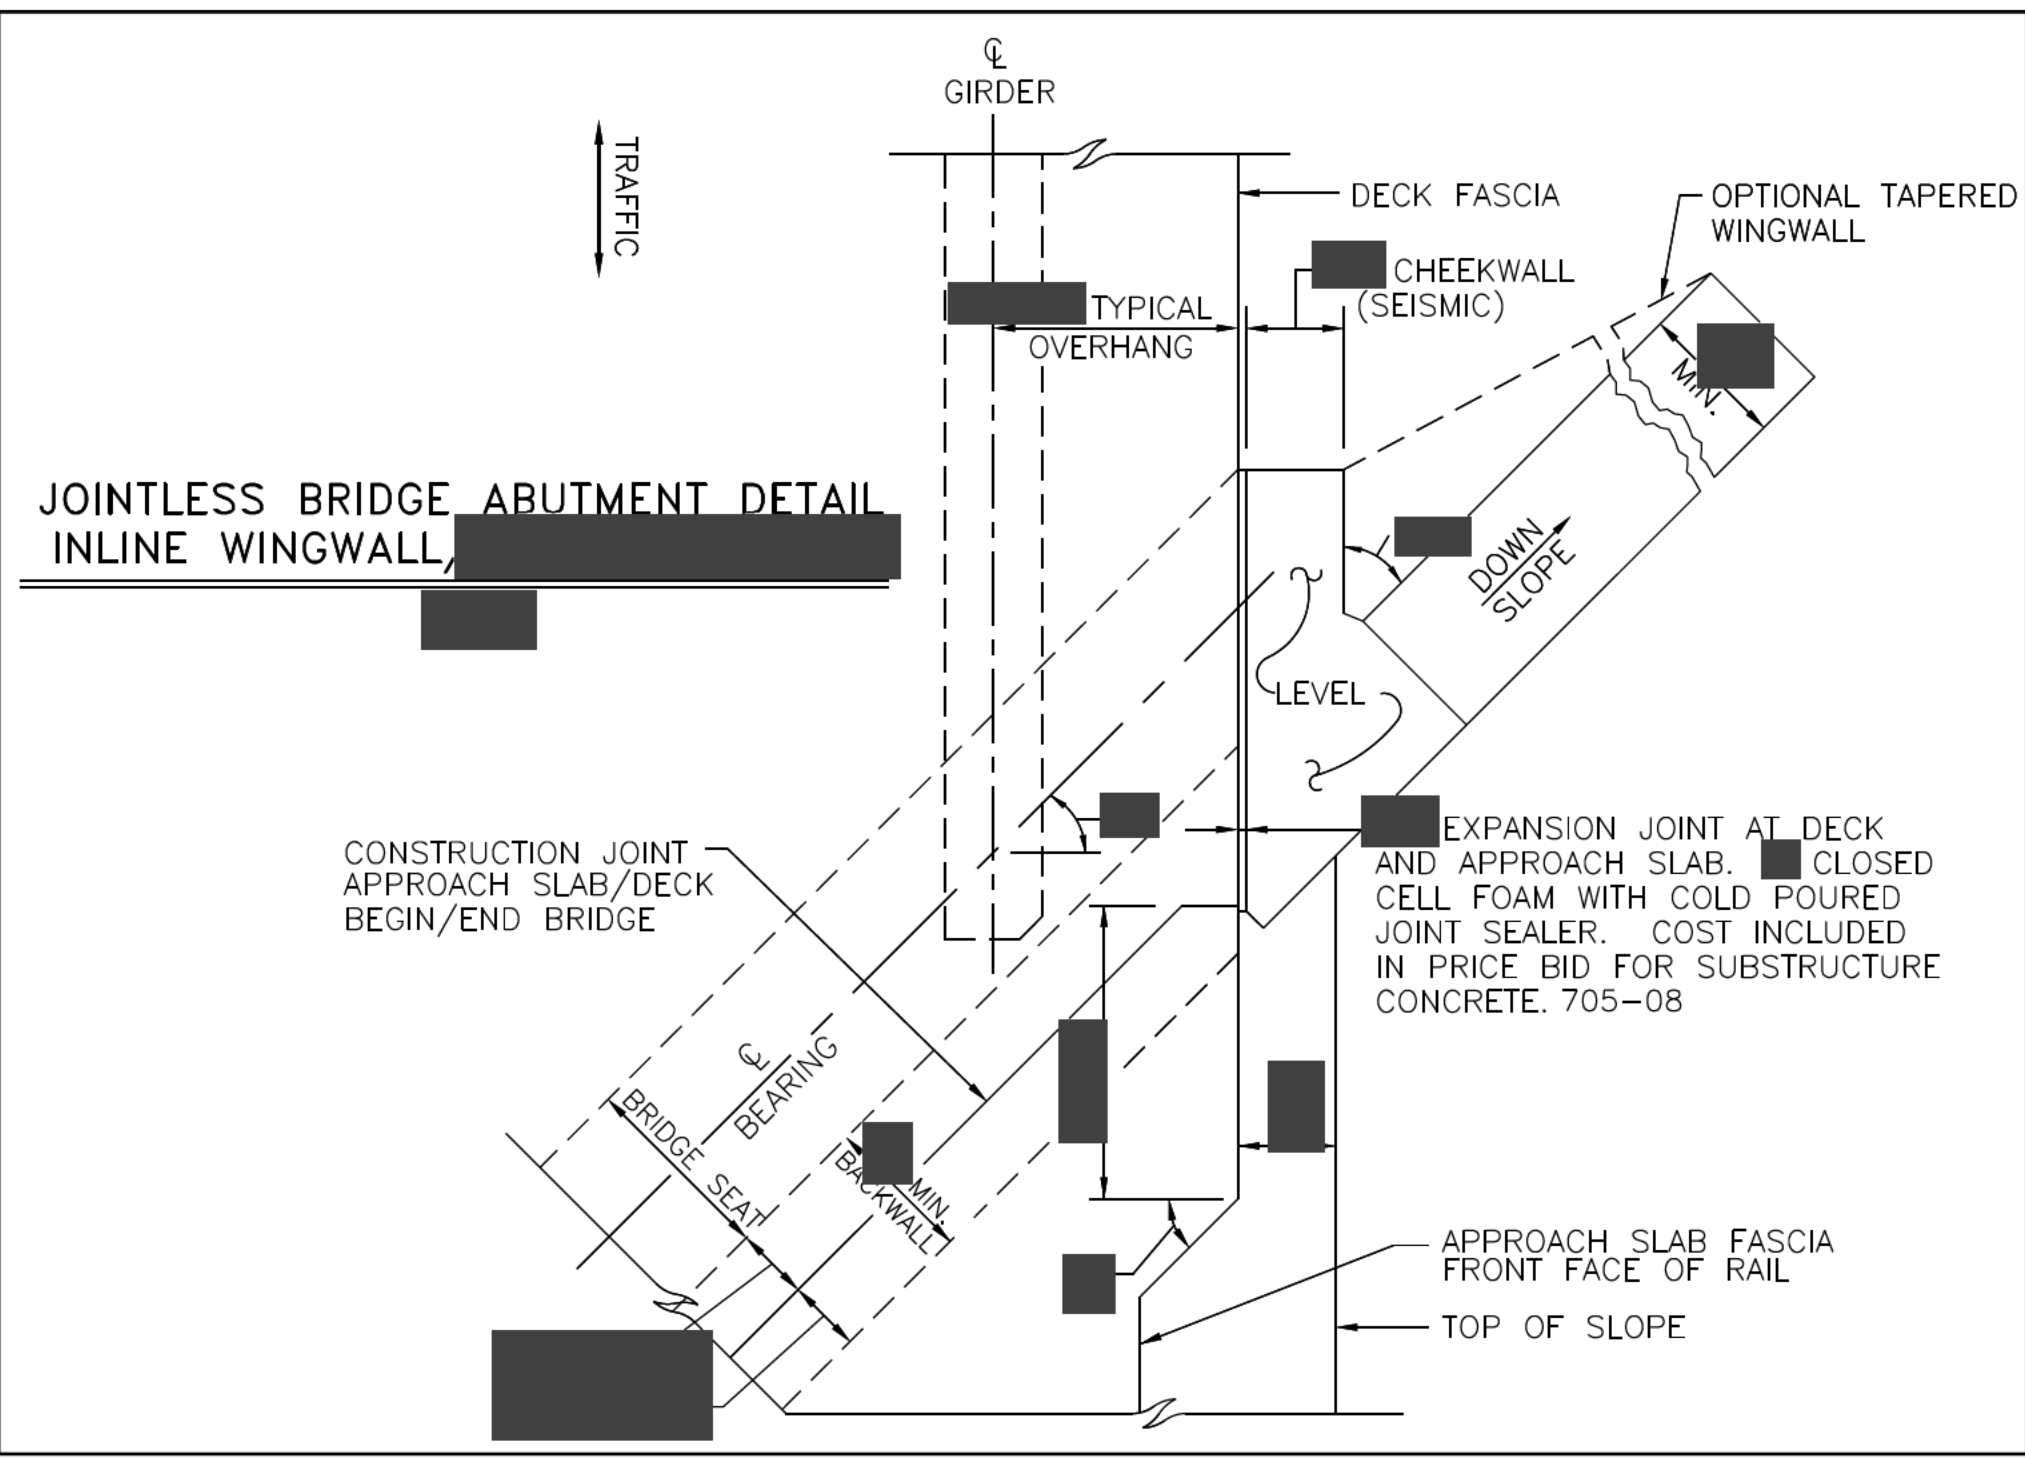 ℄
GIRDER
TRAFFIC
DECK FASCIA
OPTIONAL TAPERED
WINGWALL
CHEEKWALL
(SEISMIC)
TYPICAL
OVERHANG
MIN.
JOINTLESS BRIDGE ABUTMENT DETAIL
INLINE WINGWALL,
DOWN
SLOPE
LEVEL
EXPANSION JOINT AT DECK
AND APPROACH SLAB. CLOSED
CELL FOAM WITH COLD POURED
JOINT SEALER. COST INCLUDED
IN PRICE BID FOR SUBSTRUCTURE
CONCRETE. 705-08
CONSTRUCTION JOINT
APPROACH SLAB/DECK
BEGIN/END BRIDGE
℄
BEARING
BRIDGE SEAT
MIN.
BACKWALL
APPROACH SLAB FASCIA
FRONT FACE OF RAIL
TOP OF SLOPE